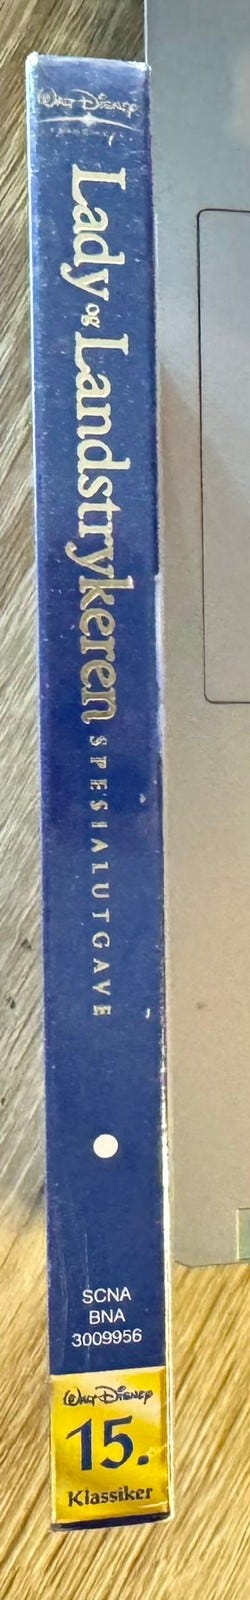 WALT DISNEY
Lady og Landstrykeren
SPESIALUTGAVE
SCNA
BNA
3009956
WALT DISNEY
15.
Klassiker